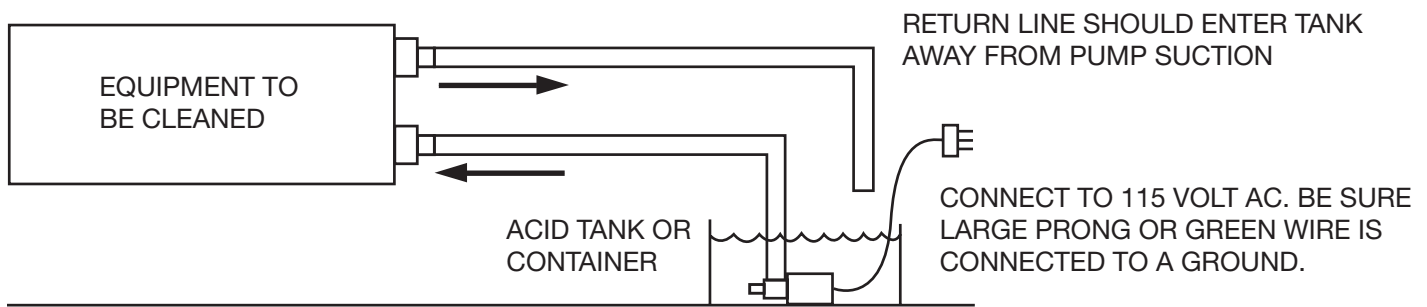 RETURN LINE SHOULD ENTER TANK
AWAY FROM PUMP SUCTION
EQUIPMENT TO
BE CLEANED
CONNECT TO 115 VOLT AC. BE SURE
LARGE PRONG OR GREEN WIRE IS
CONNECTED TO A GROUND.
ACID TANK OR
CONTAINER